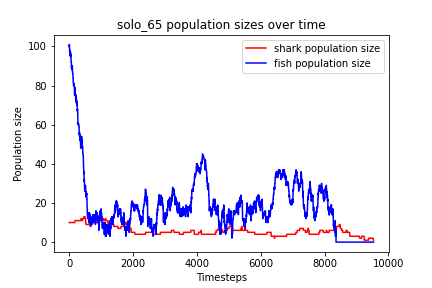 solo_65 population sizes over time
shark population size
fish population size
Population size
100
80
60
40
20
0
0
2000
4000
6000
8000
10000
Timesteps